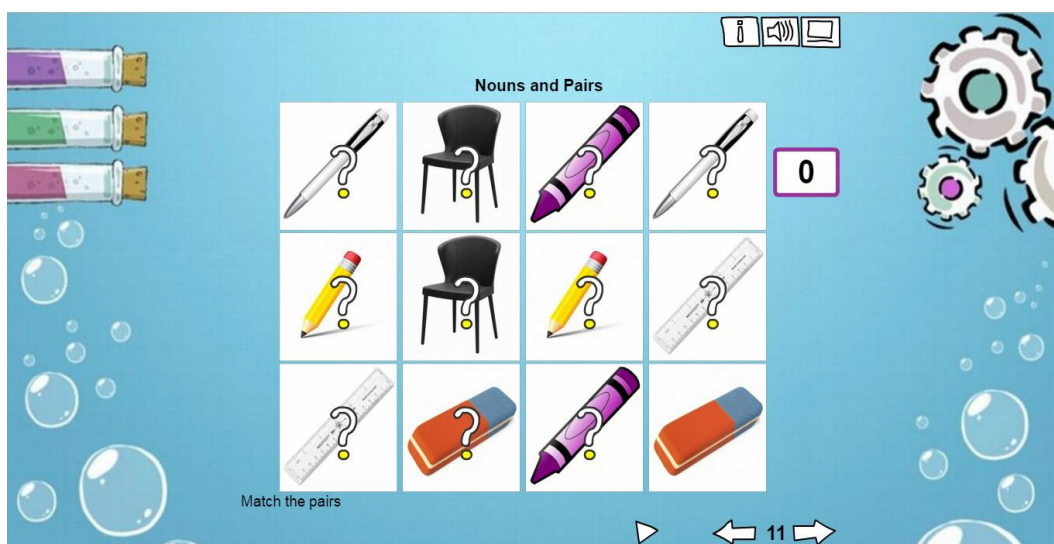 Nouns and Pairs
0
? ? ? ?
? ? ? ?
? ? ?
Match the pairs
11